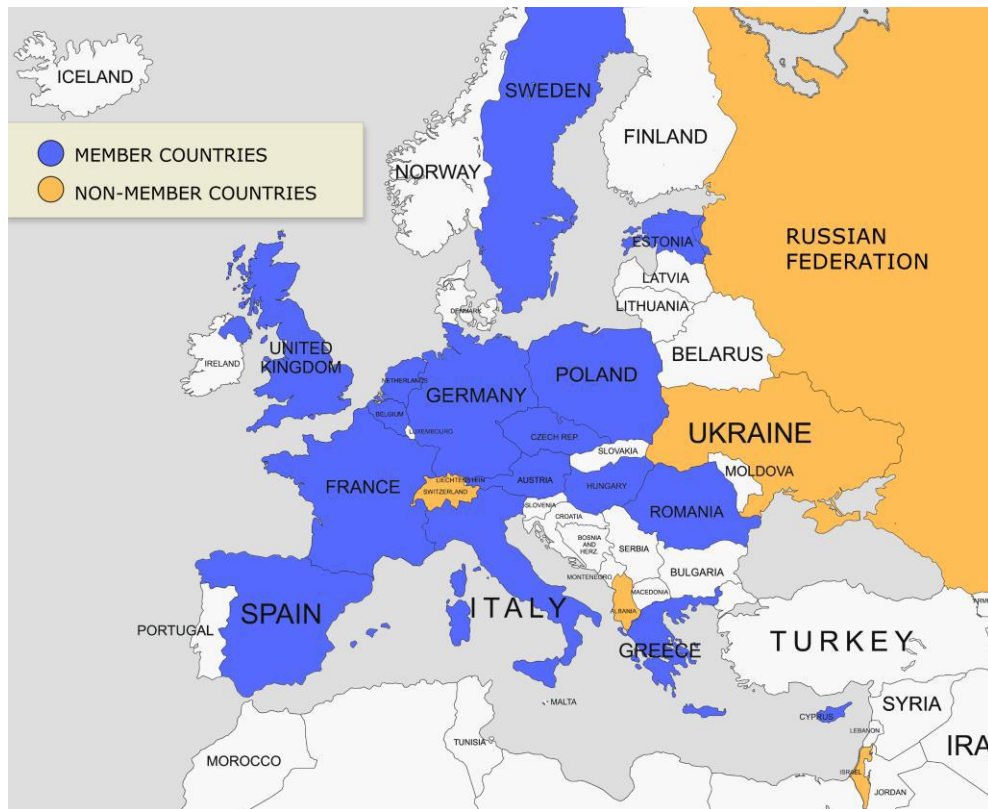 ICELAND
SWEDEN
FINLAND
NORWAY
MEMBER COUNTRIES
NON-MEMBER COUNTRIES
RUSSIAN
FEDERATION
ESTONIA
LATVIA
LITHUANIA
DENMARK
BELARUS
IRELAND
UNITED
KINGDOM
NETHERLANDS
POLAND
GERMANY
BELGIUM
LUXEMBOURG
CZECH REP
UKRAINE
SLOVAKIA
MOLDOVA
FRANCE
LIECHTENSTEIN
SWITZERLAND
AUSTRIA
HUNGARY
ROMANIA
SLOVENIA
CROATIA
BOSNIA
AND
HERZ.
SERBIA
BULGARIA
MONTENEGRO
MACEDONIA
ALBANIA
ITALY
SPAIN
PORTUGAL
GREECE
TURKEY
ARME
MALTA
CYPRUS
SYRIA
LEBANON
TUNISIA
MOROCCO
IRA
ISRAEL
JORDAN